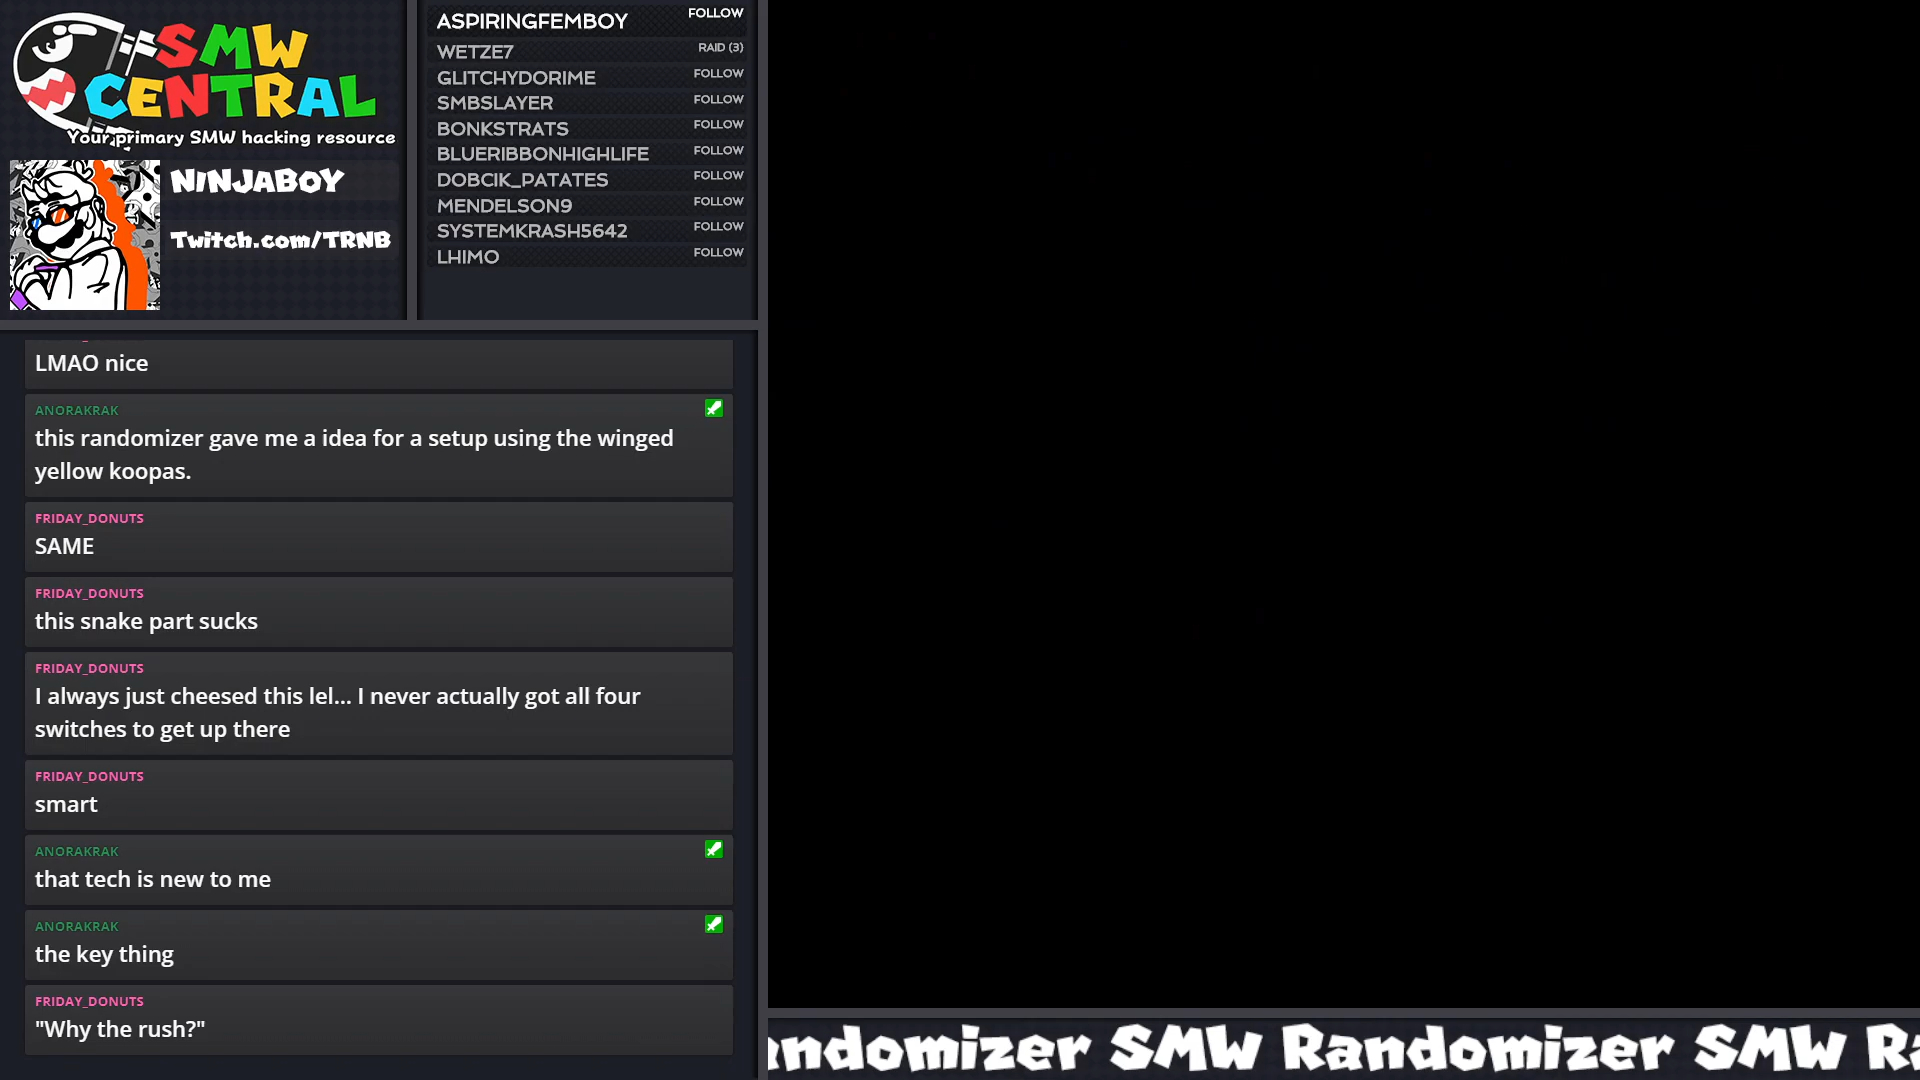 SMW
CENTRAL
Your primary SMW hacking resource
NINJABOY
Twitch.com/TRNB
ASPIRINGFEMBOY FOLLOW
WETZE7 RAID (3)
GLITCHYDORIME FOLLOW
SMBSLAYER FOLLOW
BONKSTRATS FOLLOW
BLUERIBBONHIGHLIFE FOLLOW
DOBCIK_PATATES FOLLOW
MENDELSON9 FOLLOW
SYSTEMKRASH5642 FOLLOW
LHIMO FOLLOW
LMAO nice
ANORAKRAK
this randomizer gave me a idea for a setup using the winged
yellow koopas.
FRIDAY_DONUTS
SAME
FRIDAY_DONUTS
this snake part sucks
FRIDAY_DONUTS
I always just cheesed this lel... I never actually got all four
switches to get up there
FRIDAY_DONUTS
smart
ANORAKRAK
that tech is new to me
ANORAKRAK
the key thing
FRIDAY_DONUTS
"Why the rush?"
andomizer SMW Randomizer SMW Ra